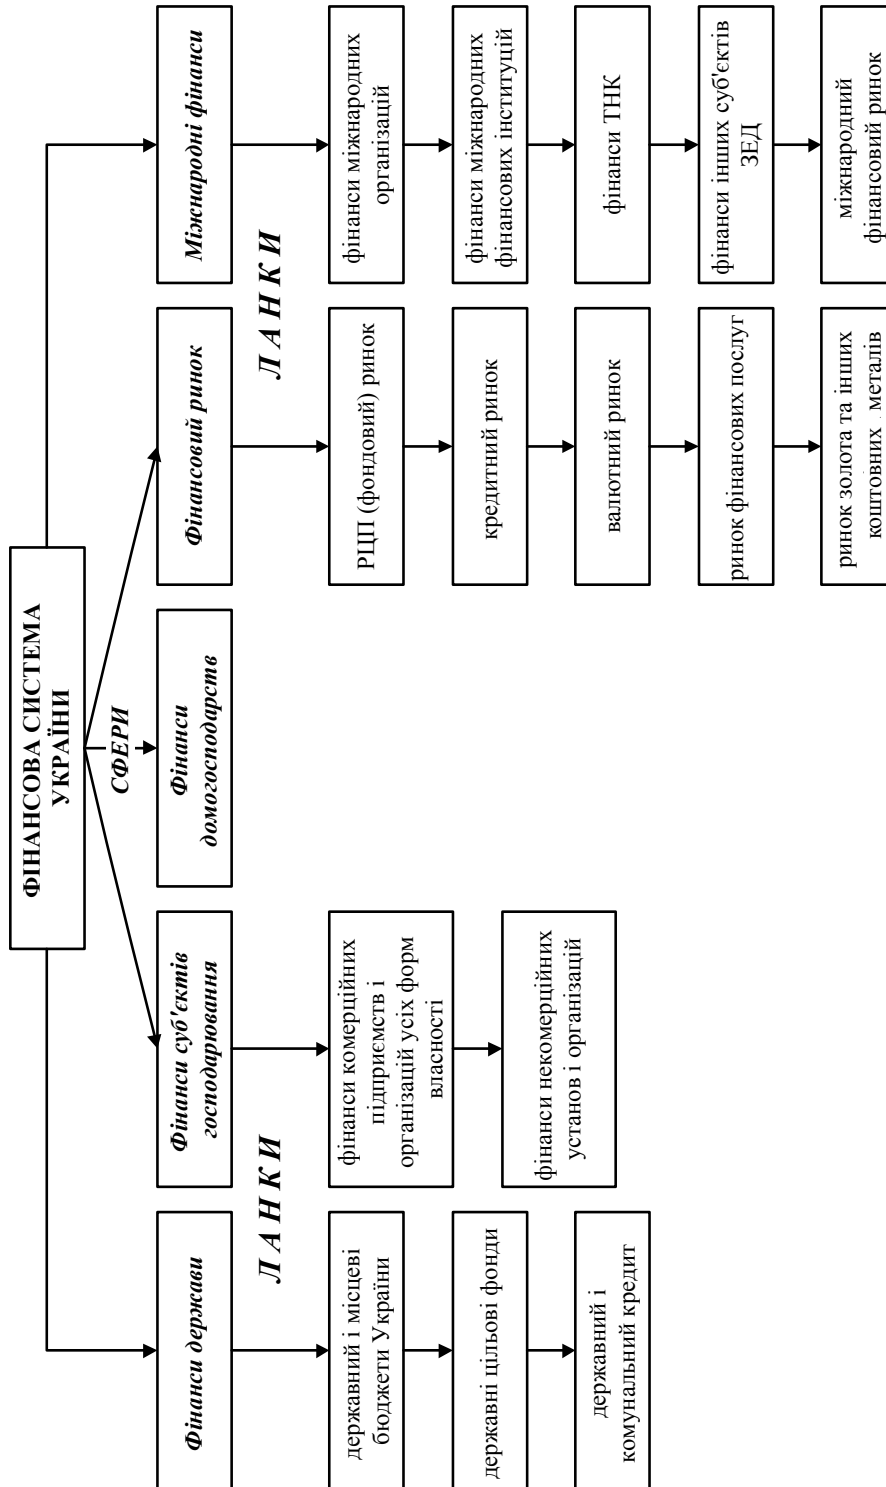 ФІНАНСОВА СИСТЕМА
УКРАЇНИ
СФЕРИ
Фінанси держави
Фінанси суб'єктів
господарювання
Фінанси
домогосподарств
Фінансовий ринок
Міжнародні фінанси
Л А Н К И
Л А Н К И
державний і місцеві
бюджети України
державні цільові фонди
державний і
комунальний кредит
фінанси комерційних
підприємств і
організацій усіх форм
власності
фінанси некомерційних
установ і організацій
РЦП (фондовий) ринок
кредитний ринок
валютний ринок
ринок фінансових послуг
ринок золота та інших
коштовних металів
фінанси міжнародних
організацій
фінанси міжнародних
фінансових інституцій
фінанси ТНК
фінанси інших суб'єктів
ЗЕД
міжнародний
фінансовий ринок